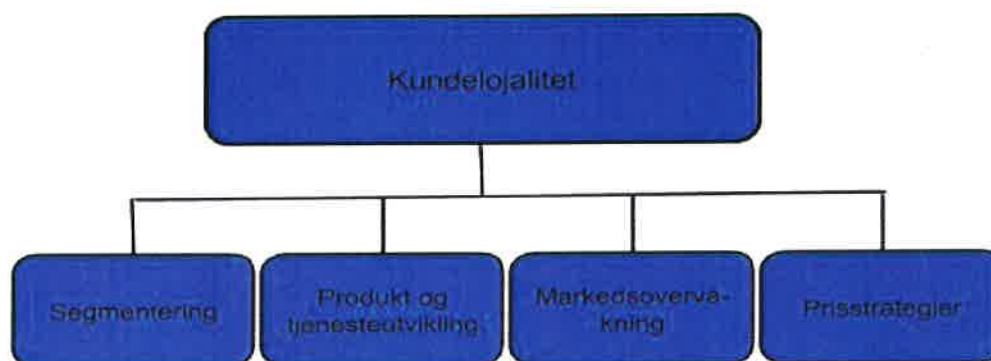 Kundelojalitet
Segmentering
Produkt og
tjenesteutvikling
Markedsoverva-
kning
Prisstrategier